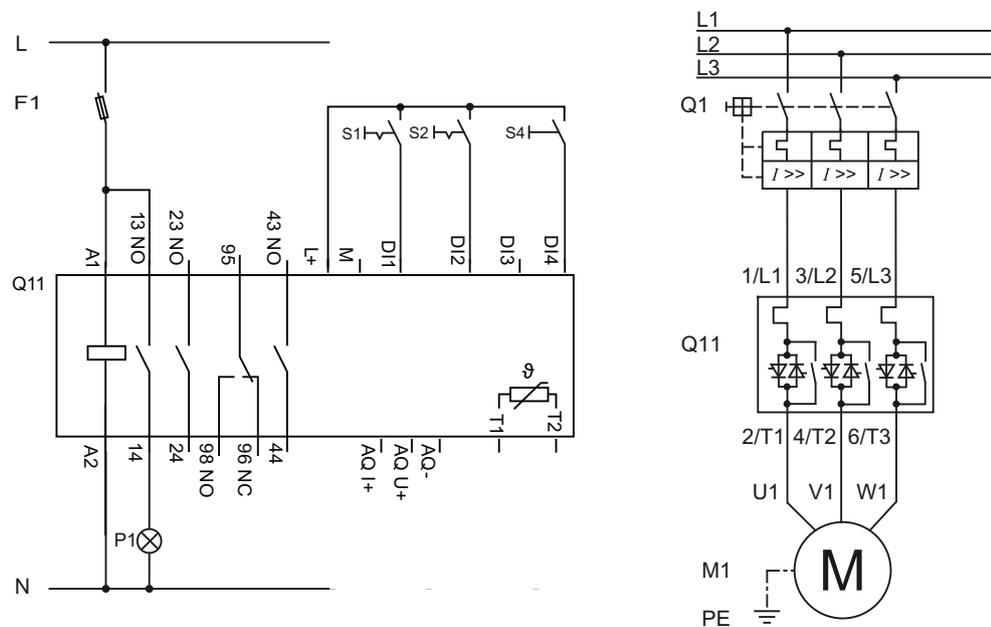 L
F1
S1
S2
S4
A1
13 NO
23 NO
95
43 NO
L+
M
DI1
DI2
DI3
DI4
Q11
ϑ
T1
T2
A2
14
24
98 NO
96 NC
44
AQ I+
AQ U+
AQ-
P1
N
L1
L2
L3
Q1
I >> I >> I >>
1/L1 3/L2 5/L3
Q11
2/T1 4/T2 6/T3
U1 V1 W1
M1
M
PE